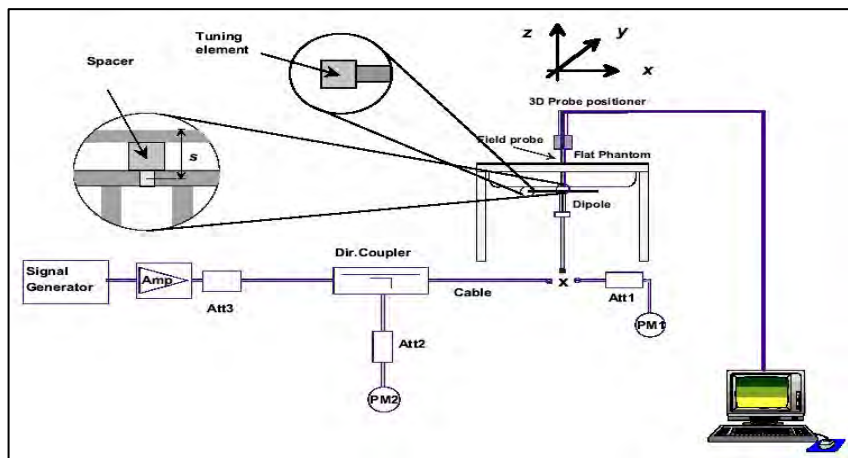 Tuning
element
Spacer
s
z
y
x
3D Probe positioner
Field probe
Flat Phantom
Dipole
Signal
Generator
Amp
Att3
Dir.Coupler
Cable
x
Att1
PM1
Att2
PM2